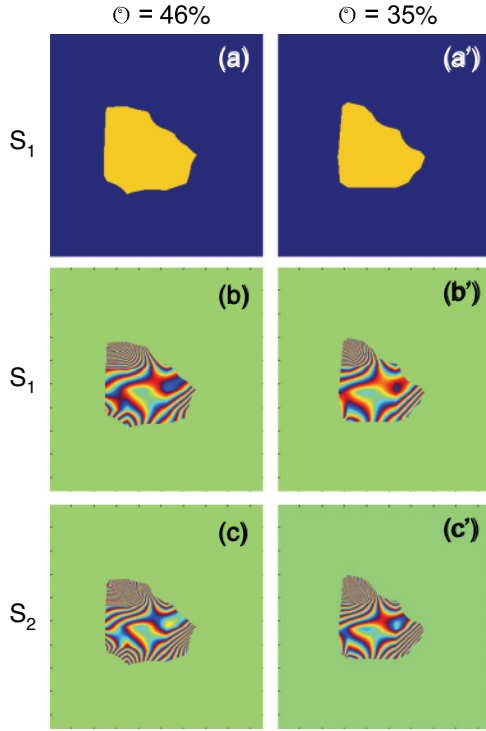 𝒪 = 46% 𝒪 = 35%
S₁ (a) (a')
S₁ (b) (b')
S₂ (c) (c')